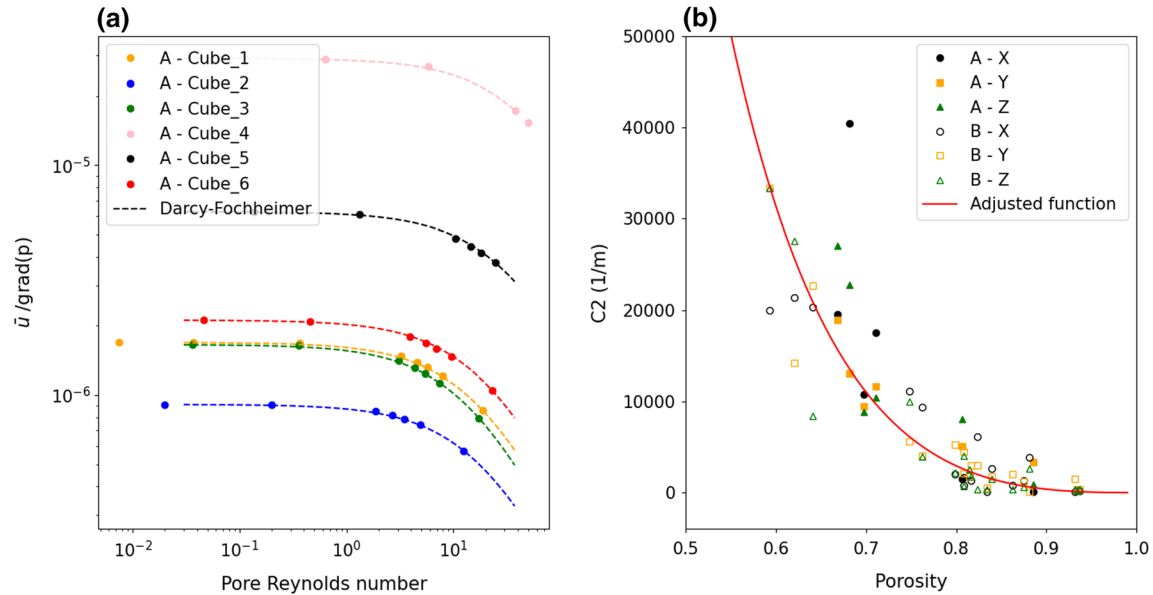 (a)
A - Cube_1
A - Cube_2
A - Cube_3
A - Cube_4
A - Cube_5
A - Cube_6
Darcy-Fochheimer
10⁻⁵
10⁻⁶
ū /grad(p)
10⁻² 10⁻¹ 10⁰ 10¹
Pore Reynolds number
(b)
A - X
A - Y
A - Z
B - X
B - Y
B - Z
Adjusted function
50000
40000
30000
20000
10000
0
C2 (1/m)
0.5 0.6 0.7 0.8 0.9 1.0
Porosity